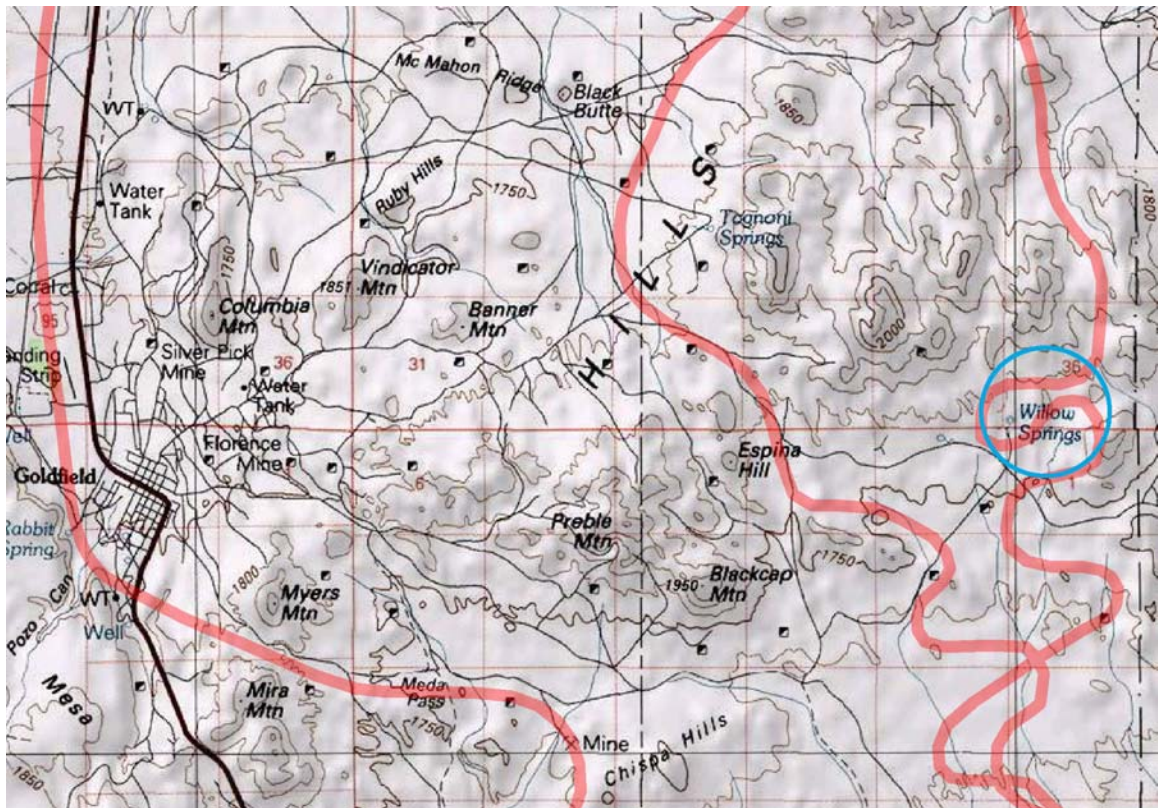 Mc Mahon
Ridge
Black
Butte
1850
WT
S
Water
Tank
Ruby Hills
1750
1800
L
Tognoni
Springs
L
1750
Vindicator
Mtn
1851
Columbia
Mtn
Banner
Mtn
I
2000
95
Silver Pick
Mine
36
31
H
36
anding
Strip
Water
Tank
Willow
Springs
Florence
Mine
Espina
Hill
Goldfield
6
Rabbit
Spring
Preble
Mtn
1750
1800
Myers
Mtn
1950
Blackcap
Mtn
WT
Well
Pozo Can
Mesa
Mira
Mtn
Meda
Pass
1750
Mine
Chispa Hills
1850